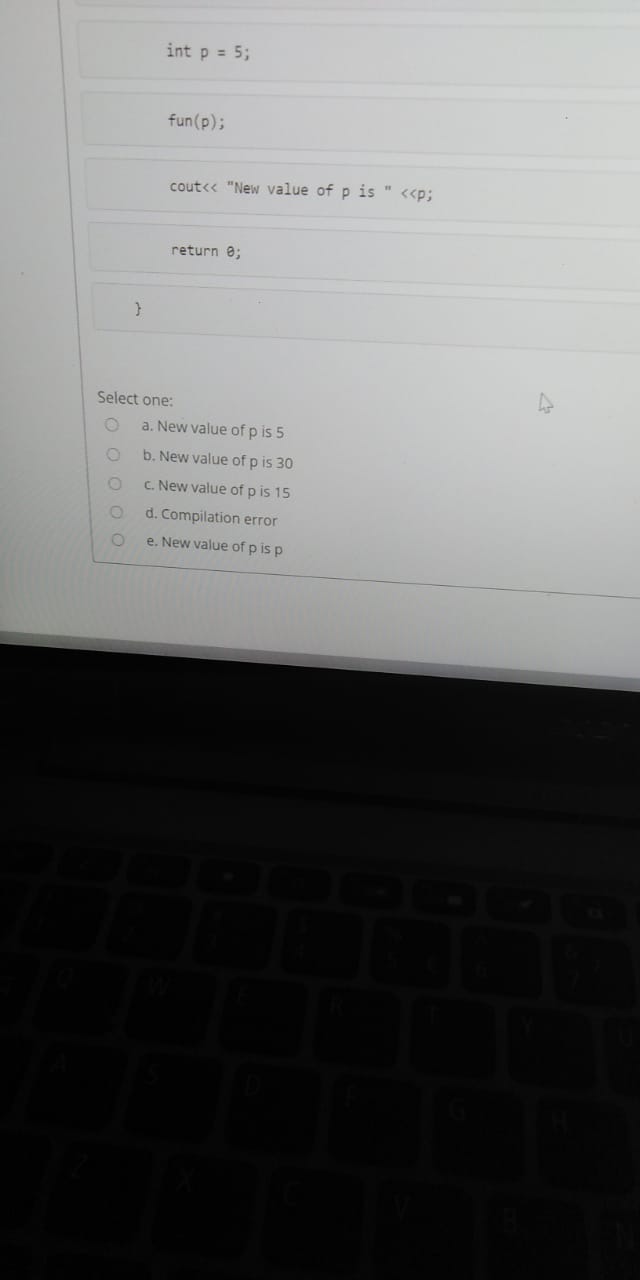 int p = 5;
fun(p);
cout<< "New value of p is " <<p;
return 0;
}
Select one:
a. New value of p is 5
b. New value of p is 30
c. New value of p is 15
d. Compilation error
e. New value of p is p
Q W E R T Y U
A S D F G H
Z X C V B